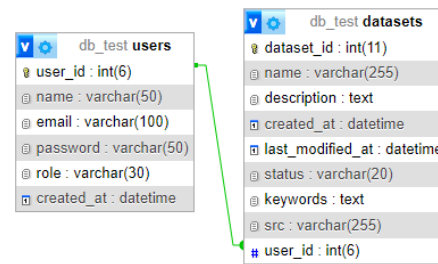 v db_test users
user_id : int(6)
name : varchar(50)
email : varchar(100)
password : varchar(50)
role : varchar(30)
created_at : datetime
v db_test datasets
dataset_id : int(11)
name : varchar(255)
description : text
created_at : datetime
last_modified_at : datetime
status : varchar(20)
keywords : text
src : varchar(255)
# user_id : int(6)